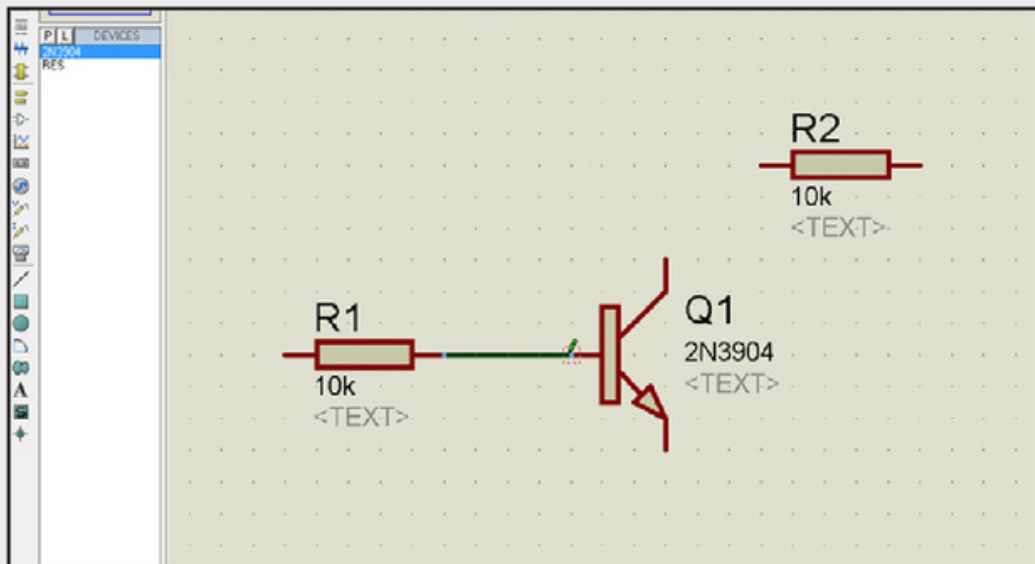 P L DEVICES
2N3904
RES
R2
10k
<TEXT>
R1
10k
<TEXT>
Q1
2N3904
<TEXT>
A